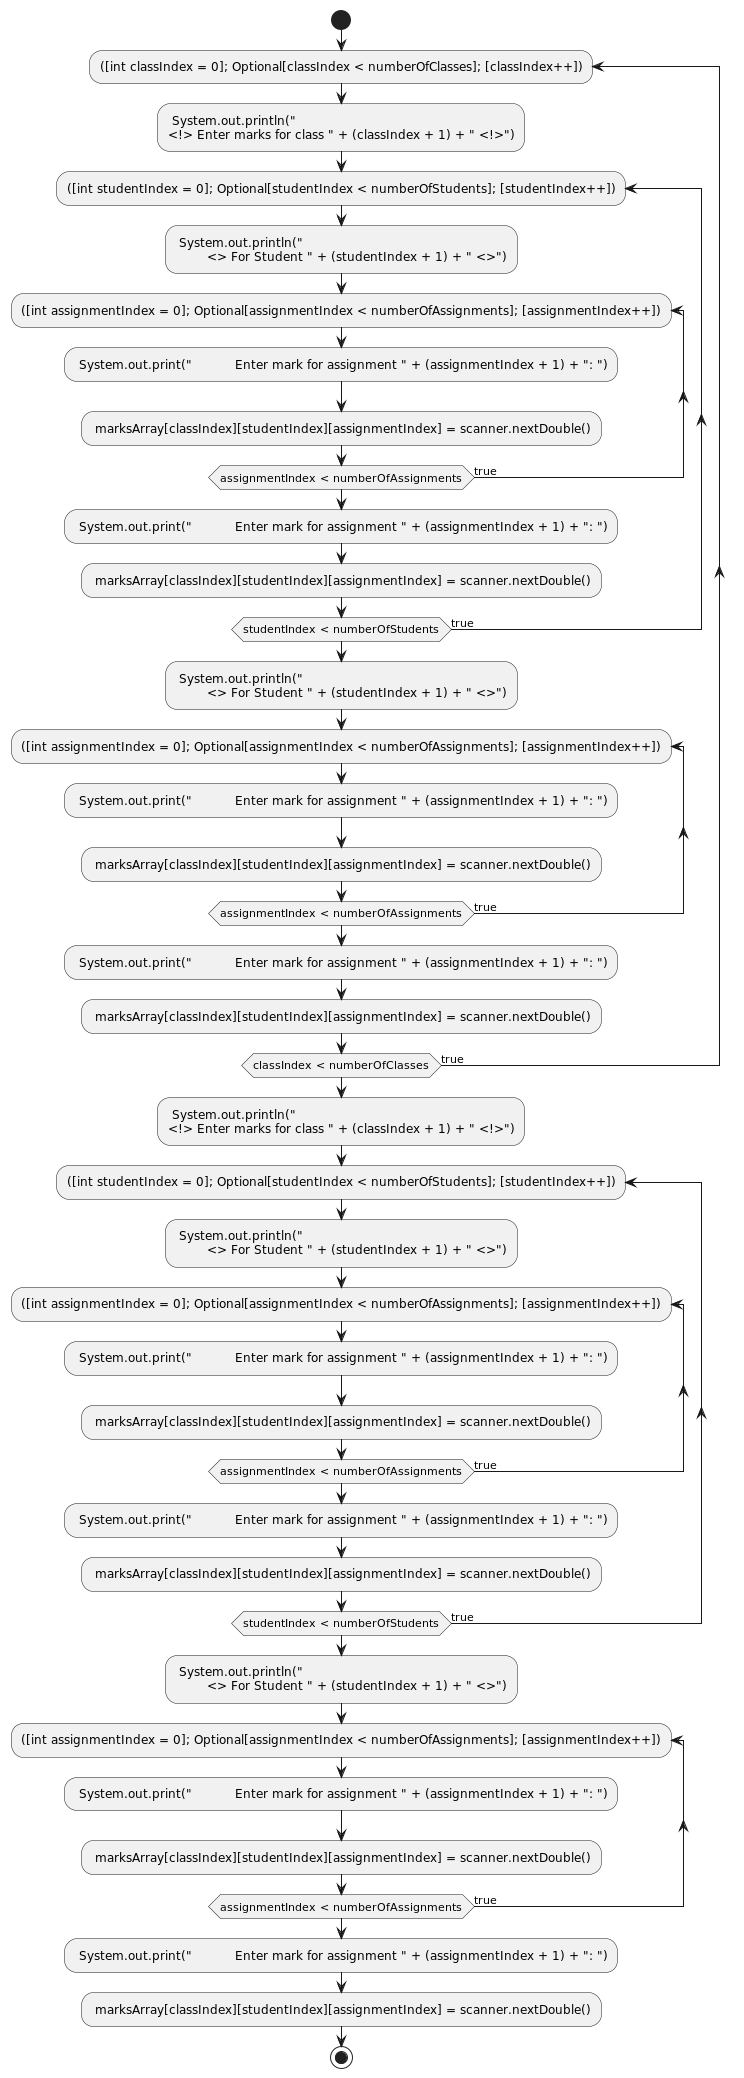 ([int classIndex = 0]; Optional[classIndex < numberOfClasses]; [classIndex++])
System.out.println("
<!> Enter marks for class " + (classIndex + 1) + " <!>")
([int studentIndex = 0]; Optional[studentIndex < numberOfStudents]; [studentIndex++])
System.out.println("
<> For Student " + (studentIndex + 1) + " <>")
([int assignmentIndex = 0]; Optional[assignmentIndex < numberOfAssignments]; [assignmentIndex++])
System.out.print("           Enter mark for assignment " + (assignmentIndex + 1) + ": ")
marksArray[classIndex][studentIndex][assignmentIndex] = scanner.nextDouble()
assignmentIndex < numberOfAssignments
true
System.out.print("           Enter mark for assignment " + (assignmentIndex + 1) + ": ")
marksArray[classIndex][studentIndex][assignmentIndex] = scanner.nextDouble()
studentIndex < numberOfStudents
true
System.out.println("
<> For Student " + (studentIndex + 1) + " <>")
([int assignmentIndex = 0]; Optional[assignmentIndex < numberOfAssignments]; [assignmentIndex++])
System.out.print("           Enter mark for assignment " + (assignmentIndex + 1) + ": ")
marksArray[classIndex][studentIndex][assignmentIndex] = scanner.nextDouble()
assignmentIndex < numberOfAssignments
true
System.out.print("           Enter mark for assignment " + (assignmentIndex + 1) + ": ")
marksArray[classIndex][studentIndex][assignmentIndex] = scanner.nextDouble()
classIndex < numberOfClasses
true
System.out.println("
<!> Enter marks for class " + (classIndex + 1) + " <!>")
([int studentIndex = 0]; Optional[studentIndex < numberOfStudents]; [studentIndex++])
System.out.println("
<> For Student " + (studentIndex + 1) + " <>")
([int assignmentIndex = 0]; Optional[assignmentIndex < numberOfAssignments]; [assignmentIndex++])
System.out.print("           Enter mark for assignment " + (assignmentIndex + 1) + ": ")
marksArray[classIndex][studentIndex][assignmentIndex] = scanner.nextDouble()
assignmentIndex < numberOfAssignments
true
System.out.print("           Enter mark for assignment " + (assignmentIndex + 1) + ": ")
marksArray[classIndex][studentIndex][assignmentIndex] = scanner.nextDouble()
studentIndex < numberOfStudents
true
System.out.println("
<> For Student " + (studentIndex + 1) + " <>")
([int assignmentIndex = 0]; Optional[assignmentIndex < numberOfAssignments]; [assignmentIndex++])
System.out.print("           Enter mark for assignment " + (assignmentIndex + 1) + ": ")
marksArray[classIndex][studentIndex][assignmentIndex] = scanner.nextDouble()
assignmentIndex < numberOfAssignments
true
System.out.print("           Enter mark for assignment " + (assignmentIndex + 1) + ": ")
marksArray[classIndex][studentIndex][assignmentIndex] = scanner.nextDouble()